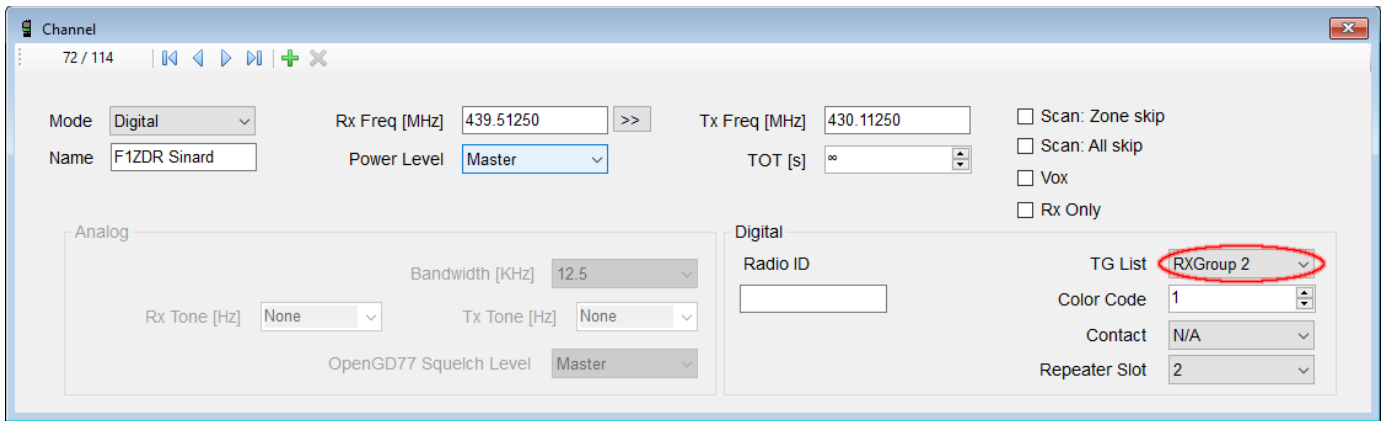 Channel
72 / 114
Mode Digital Rx Freq [MHz] 439.51250 >> Tx Freq [MHz] 430.11250 Scan: Zone skip
Name F1ZDR Sinard Power Level Master TOT [s] ∞ Scan: All skip
Vox
Rx Only
Analog
Bandwidth [KHz] 12.5
Rx Tone [Hz] None Tx Tone [Hz] None
OpenGD77 Squelch Level Master
Digital
Radio ID TG List RXGroup 2
Color Code 1
Contact N/A
Repeater Slot 2